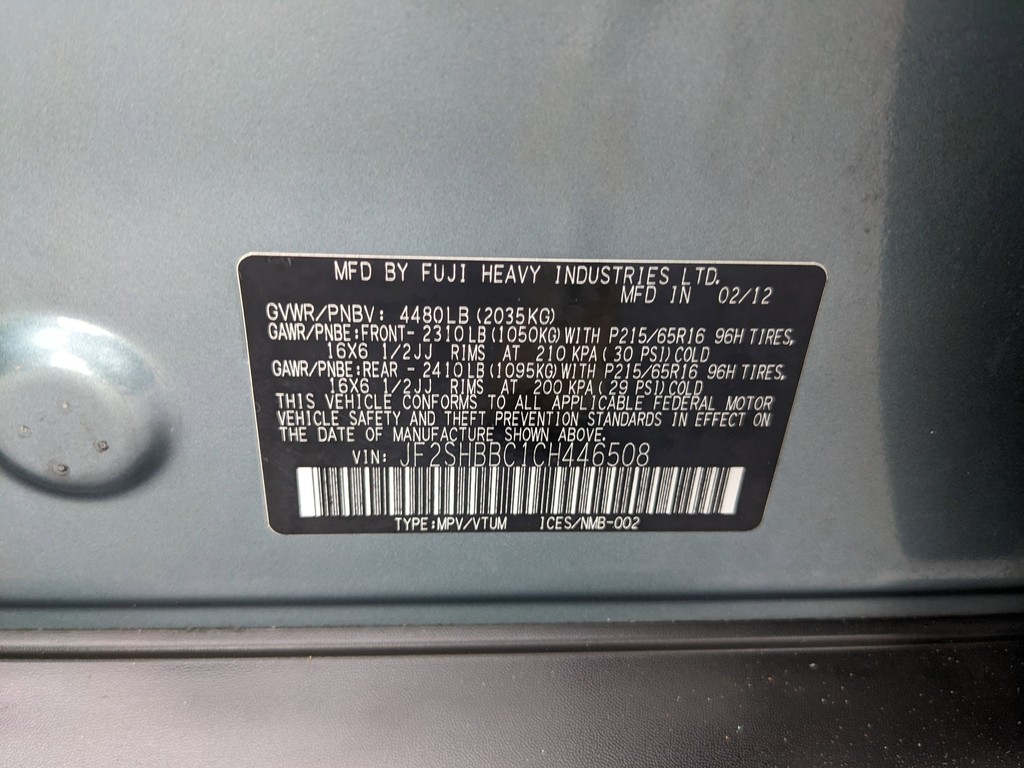 MFD BY FUJI HEAVY INDUSTRIES LTD.
MFD IN 02/12
GVWR/PNBV: 4480LB(2035KG)
GAWR/PNBE:FRONT- 2310LB(1050KG)WITH P215/65R16 96H TIRES,
16X6 1/2JJ RIMS AT 210 KPA(30 PSI)COLD
GAWR/PNBE:REAR - 2410LB(1095KG)WITH P215/65R16 96H TIRES,
16X6 1/2JJ RIMS AT 200 KPA(29 PSI)COLD
THIS VEHICLE CONFORMS TO ALL APPLICABLE FEDERAL MOTOR
VEHICLE SAFETY AND THEFT PREVENTION STANDARDS IN EFFECT ON
THE DATE OF MANUFACTURE SHOWN ABOVE.
VIN: JF2SHBBC1CH446508
TYPE:MPV/VTUM ICES/NMB-002